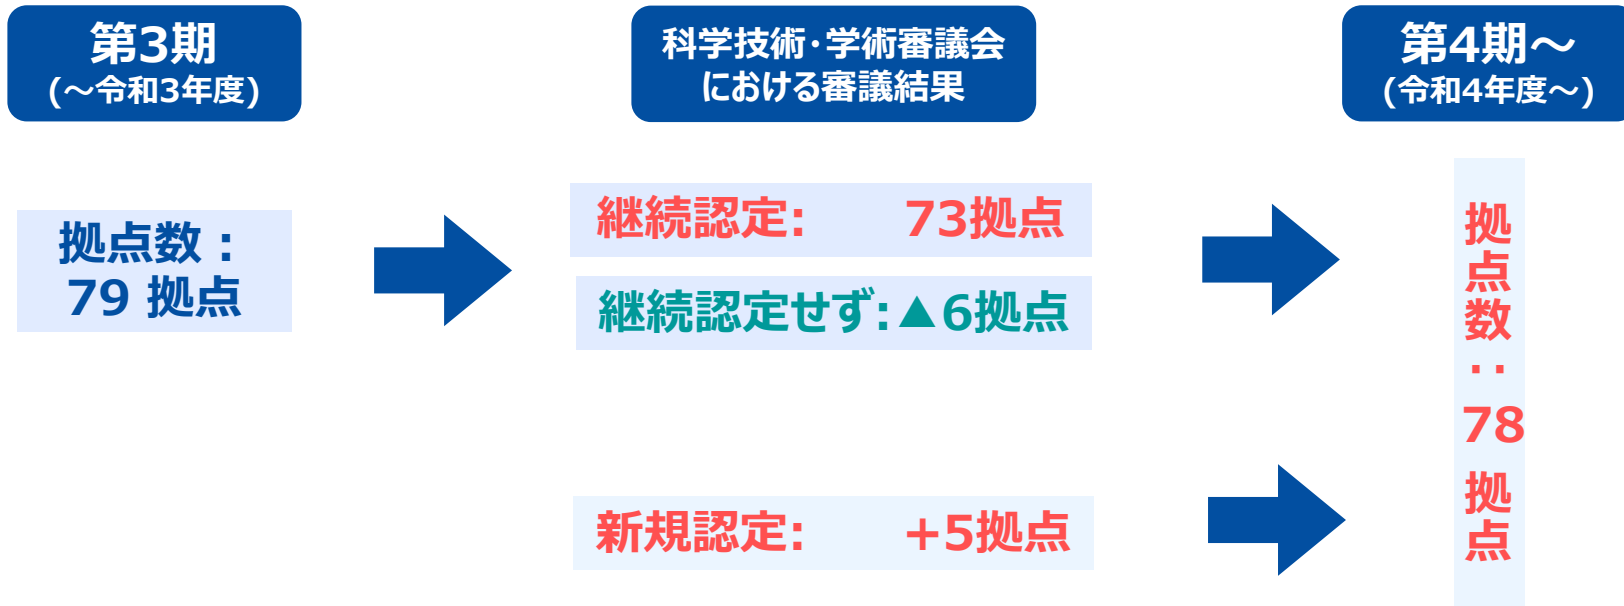 第3期
(～令和3年度)
科学技術・学術審議会
における審議結果
第4期～
(令和4年度～)
拠点数：
79 拠点
継続認定: 73拠点
継続認定せず:▲6拠点
新規認定: +5拠点
拠点数：78拠点